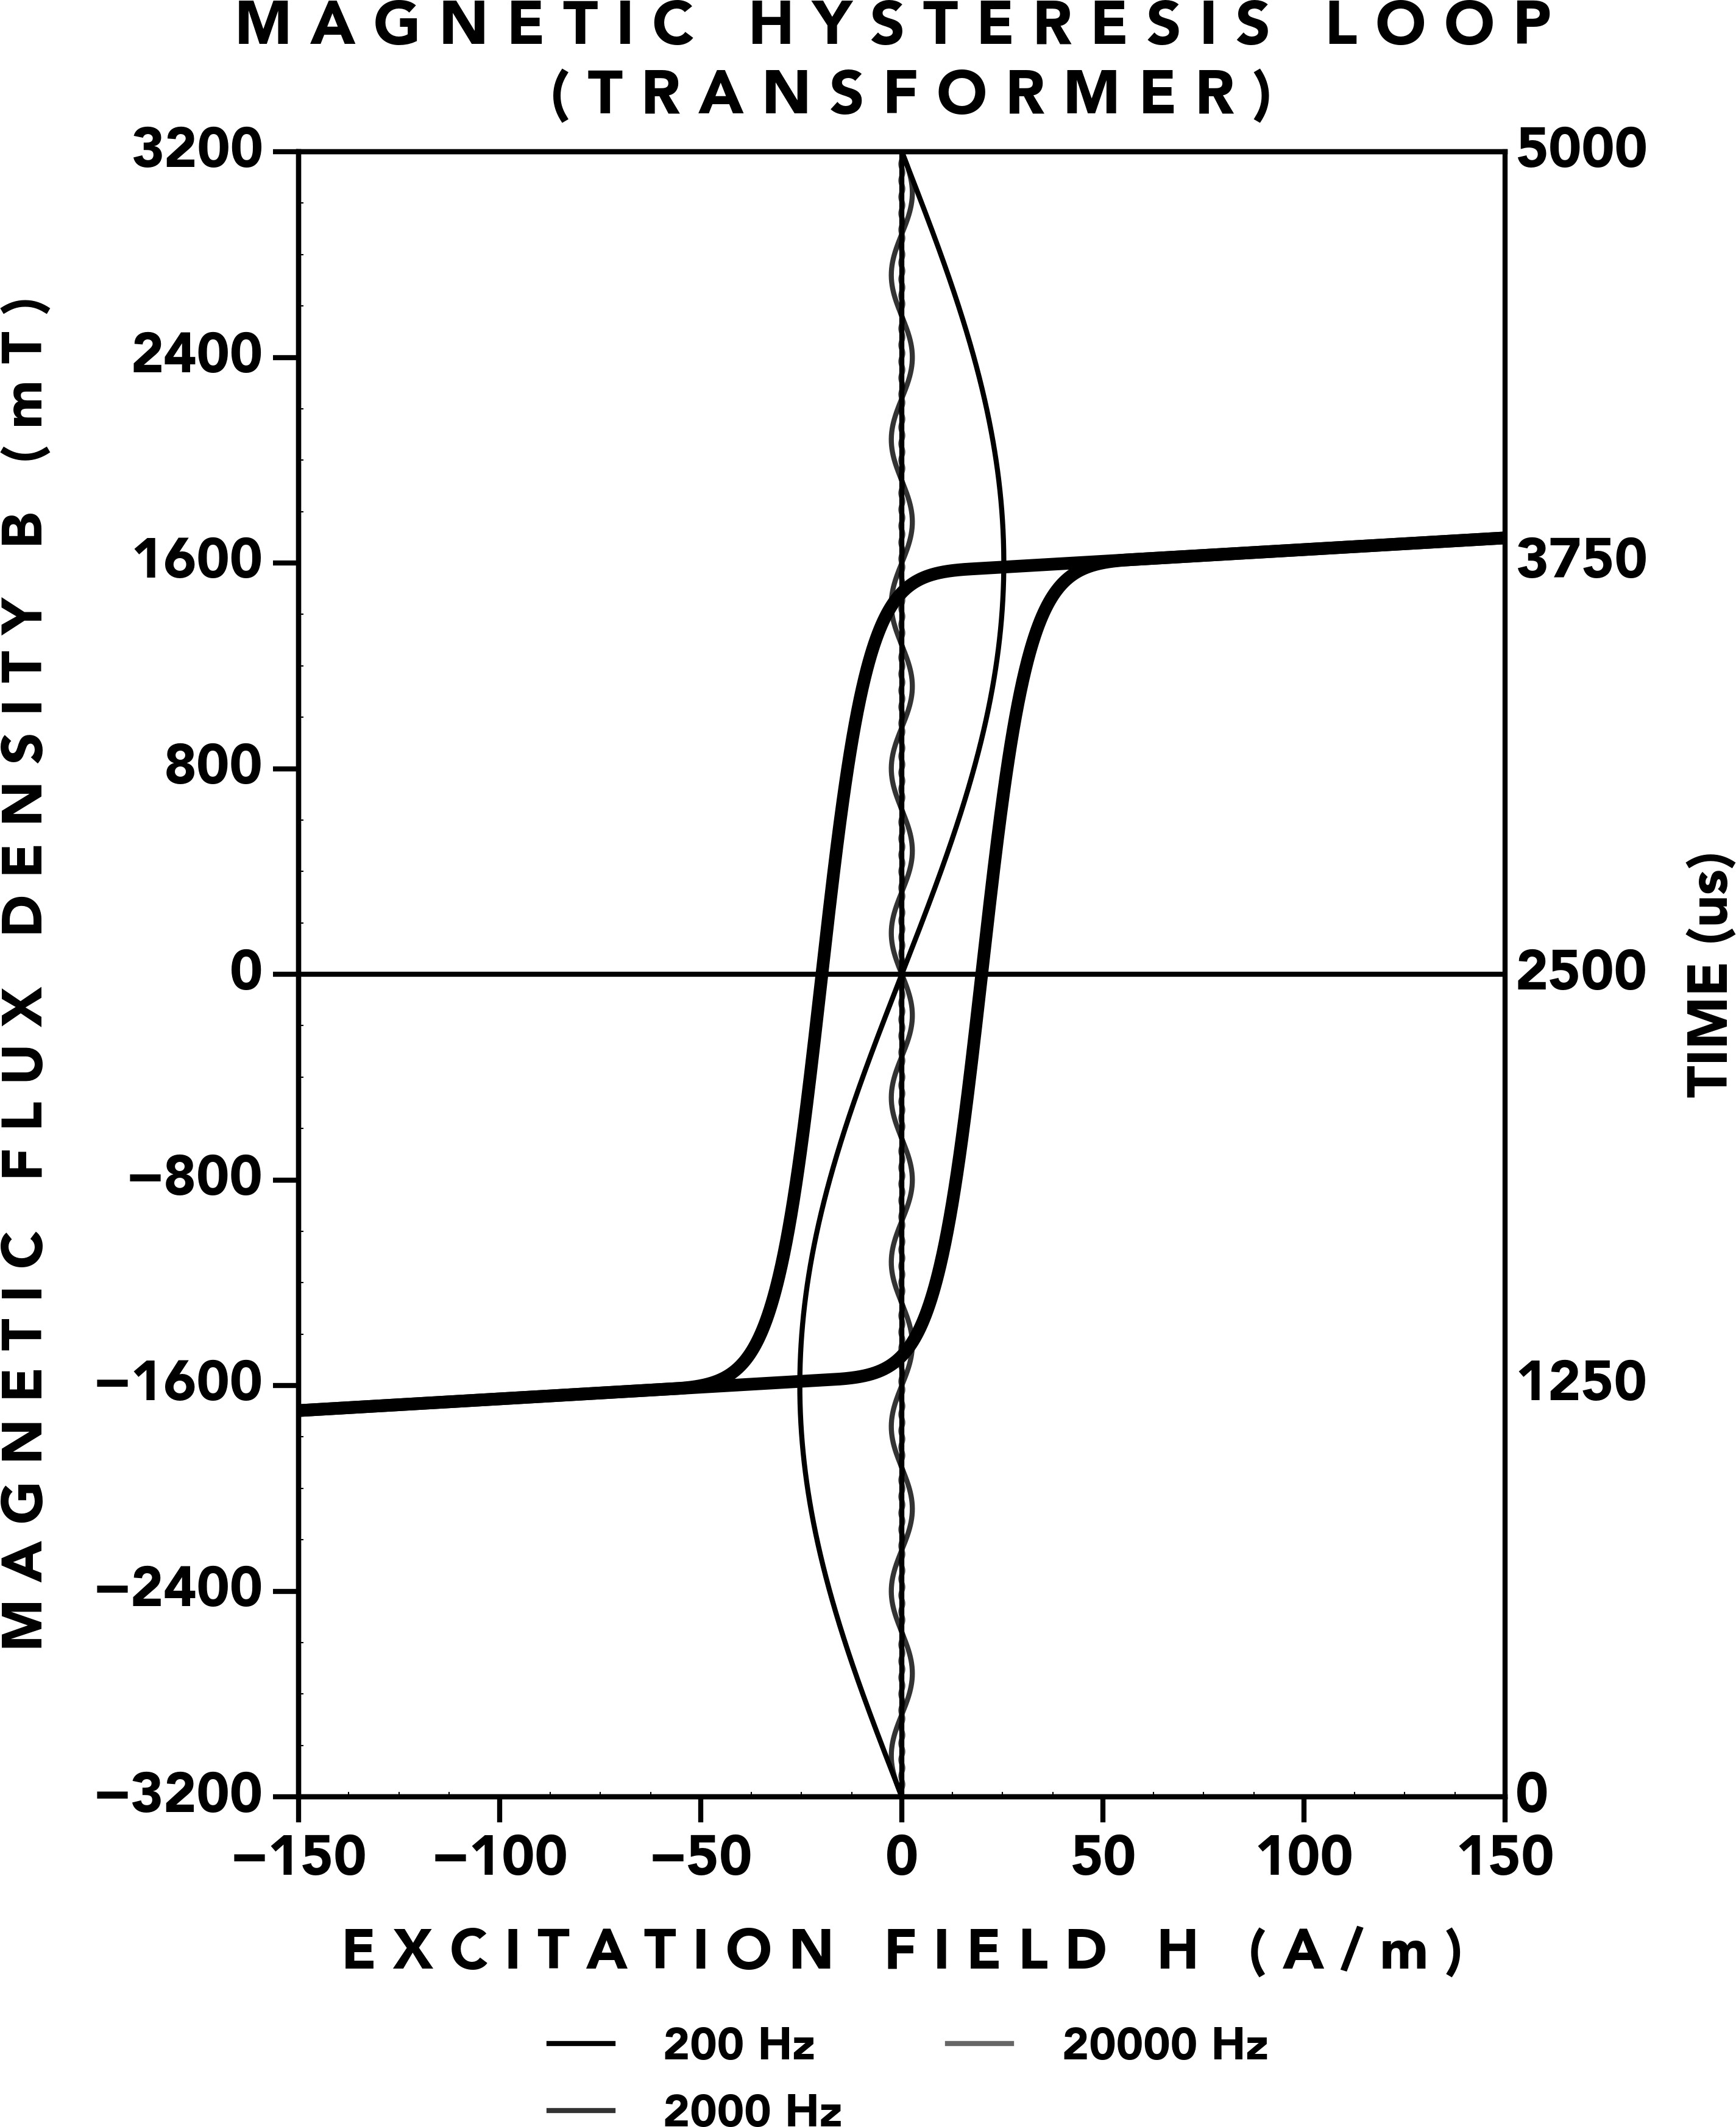 MAGNETIC HYSTERESIS LOOP
(TRANSFORMER)
3200
2400
1600
800
0
−800
−1600
−2400
−3200
MAGNETIC FLUX DENSITY B (mT)
5000
3750
2500
1250
0
TIME (us)
−150 −100 −50 0 50 100 150
EXCITATION FIELD H (A/m)
200 Hz 20000 Hz
2000 Hz